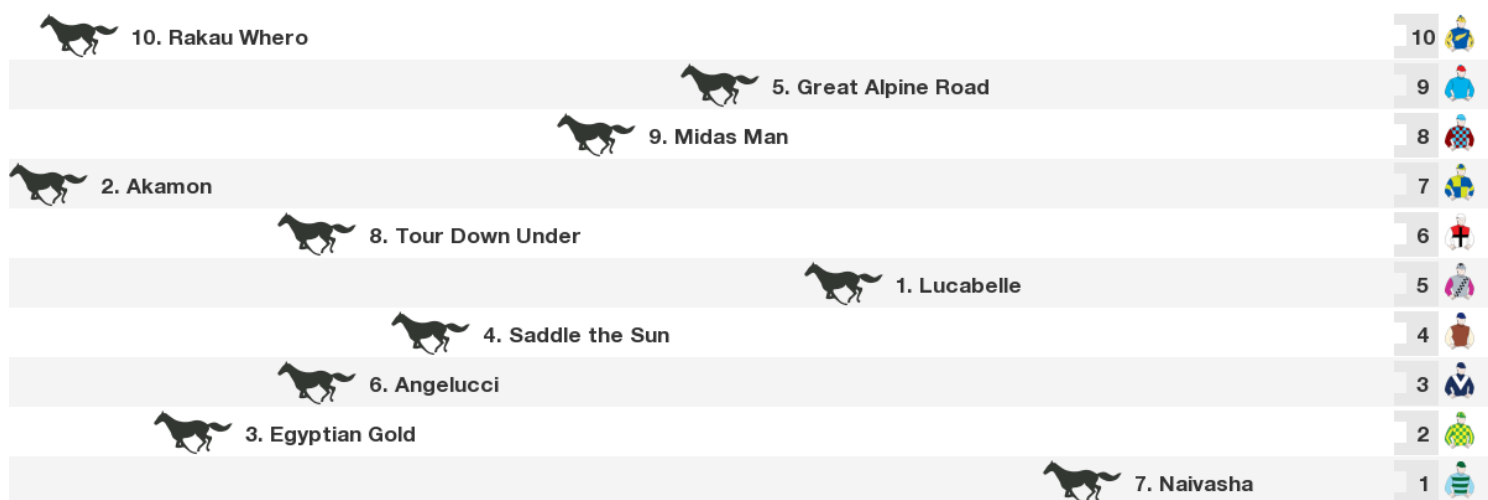 10. Rakau Whero 10
5. Great Alpine Road 9
9. Midas Man 8
2. Akamon 7
8. Tour Down Under 6
1. Lucabelle 5
4. Saddle the Sun 4
6. Angelucci 3
3. Egyptian Gold 2
7. Naivasha 1